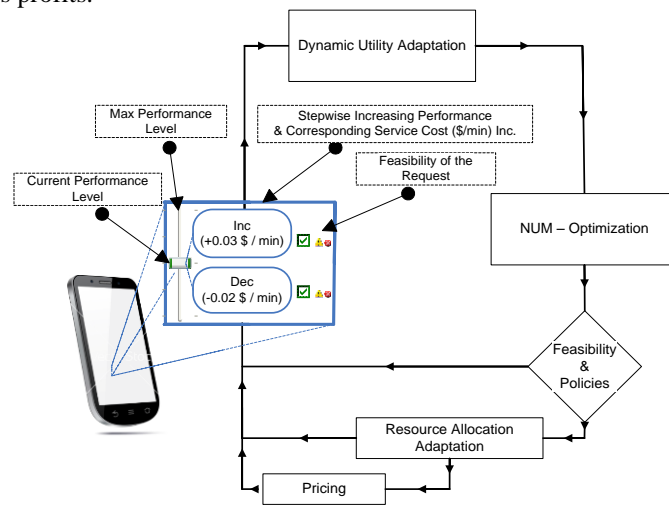 s profits.
Dynamic Utility Adaptation
Max Performance
Level
Stepwise Increasing Performance
& Corresponding Service Cost ($/min) Inc.
Feasibility of the
Request
Current Performance
Level
Inc
(+0.03 $ / min)
Dec
(-0.02 $ / min)
NUM – Optimization
Feasibility
&
Policies
Resource Allocation
Adaptation
Pricing